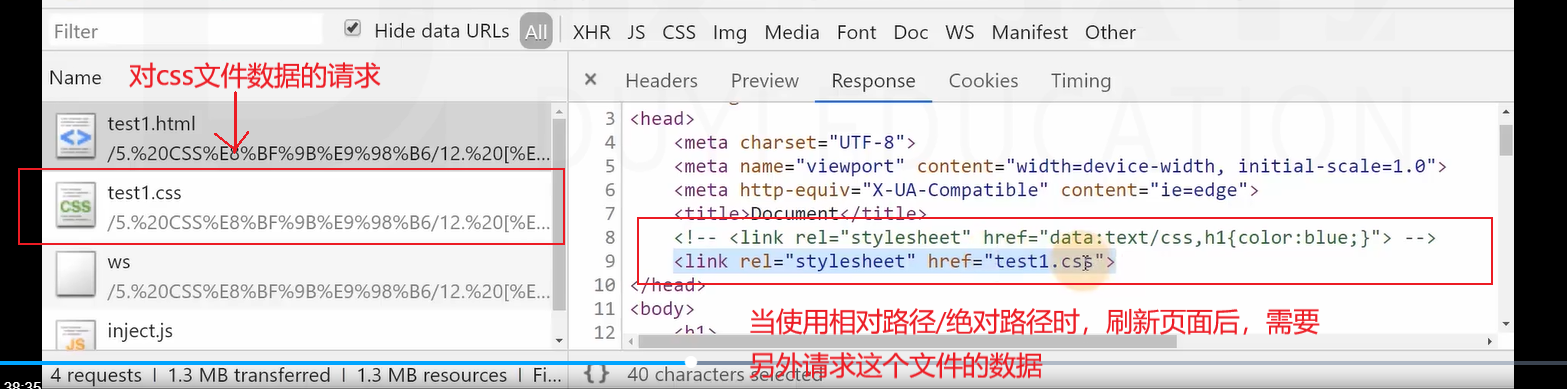 Filter
Hide data URLs All XHR JS CSS Img Media Font Doc WS Manifest Other
Name
对css文件数据的请求
test1.html
/5.%20CSS%E8%BF%9B%E9%98%B6/12.%20[%E...
test1.css
/5.%20CSS%E8%BF%9B%E9%98%B6/12.%20[%E...
ws
/5.%20CSS%E8%BF%9B%E9%98%B6/12.%20[%E...
inject.js
4 requests | 1.3 MB transferred | 1.3 MB resources | Fi...
× Headers Preview Response Cookies Timing
3 <head>
4 <meta charset="UTF-8">
5 <meta name="viewport" content="width=device-width, initial-scale=1.0">
6 <meta http-equiv="X-UA-Compatible" content="ie=edge">
7 <title>Document</title>
8 <!-- <link rel="stylesheet" href="data:text/css,h1{color:blue;}"> -->
9 <link rel="stylesheet" href="test1.css">
10 </head>
11 <body>
12 <h1>
当使用相对路径/绝对路径时，刷新页面后，需要
另外请求这个文件的数据
{} 40 characters selected
38:35